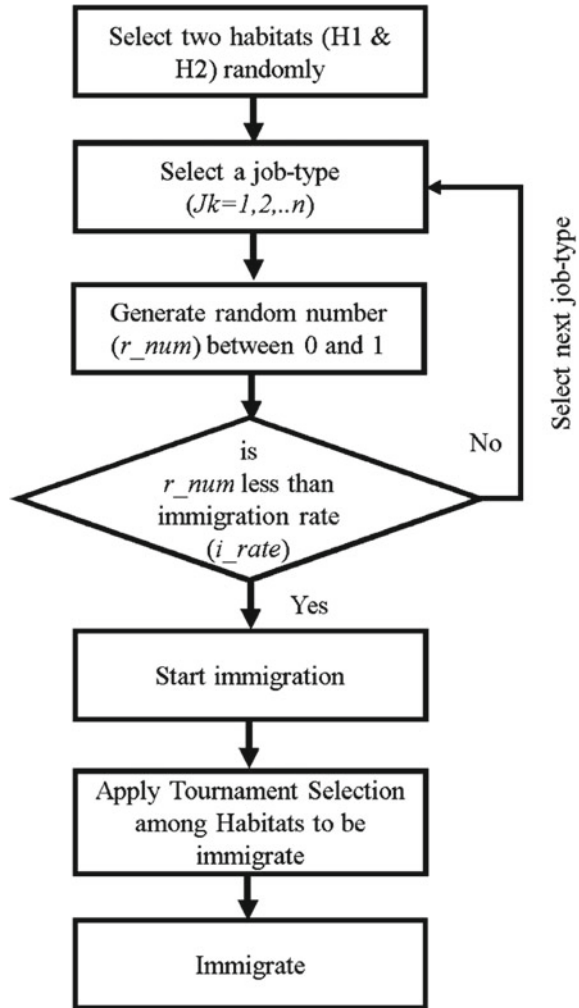 Select two habitats (H1 &
H2) randomly
Select a job-type
(Jk=1,2,..n)
Generate random number
(r_num) between 0 and 1
is
r_num less than
immigration rate
(i_rate)
No
Select next job-type
Yes
Start immigration
Apply Tournament Selection
among Habitats to be
immigrate
Immigrate